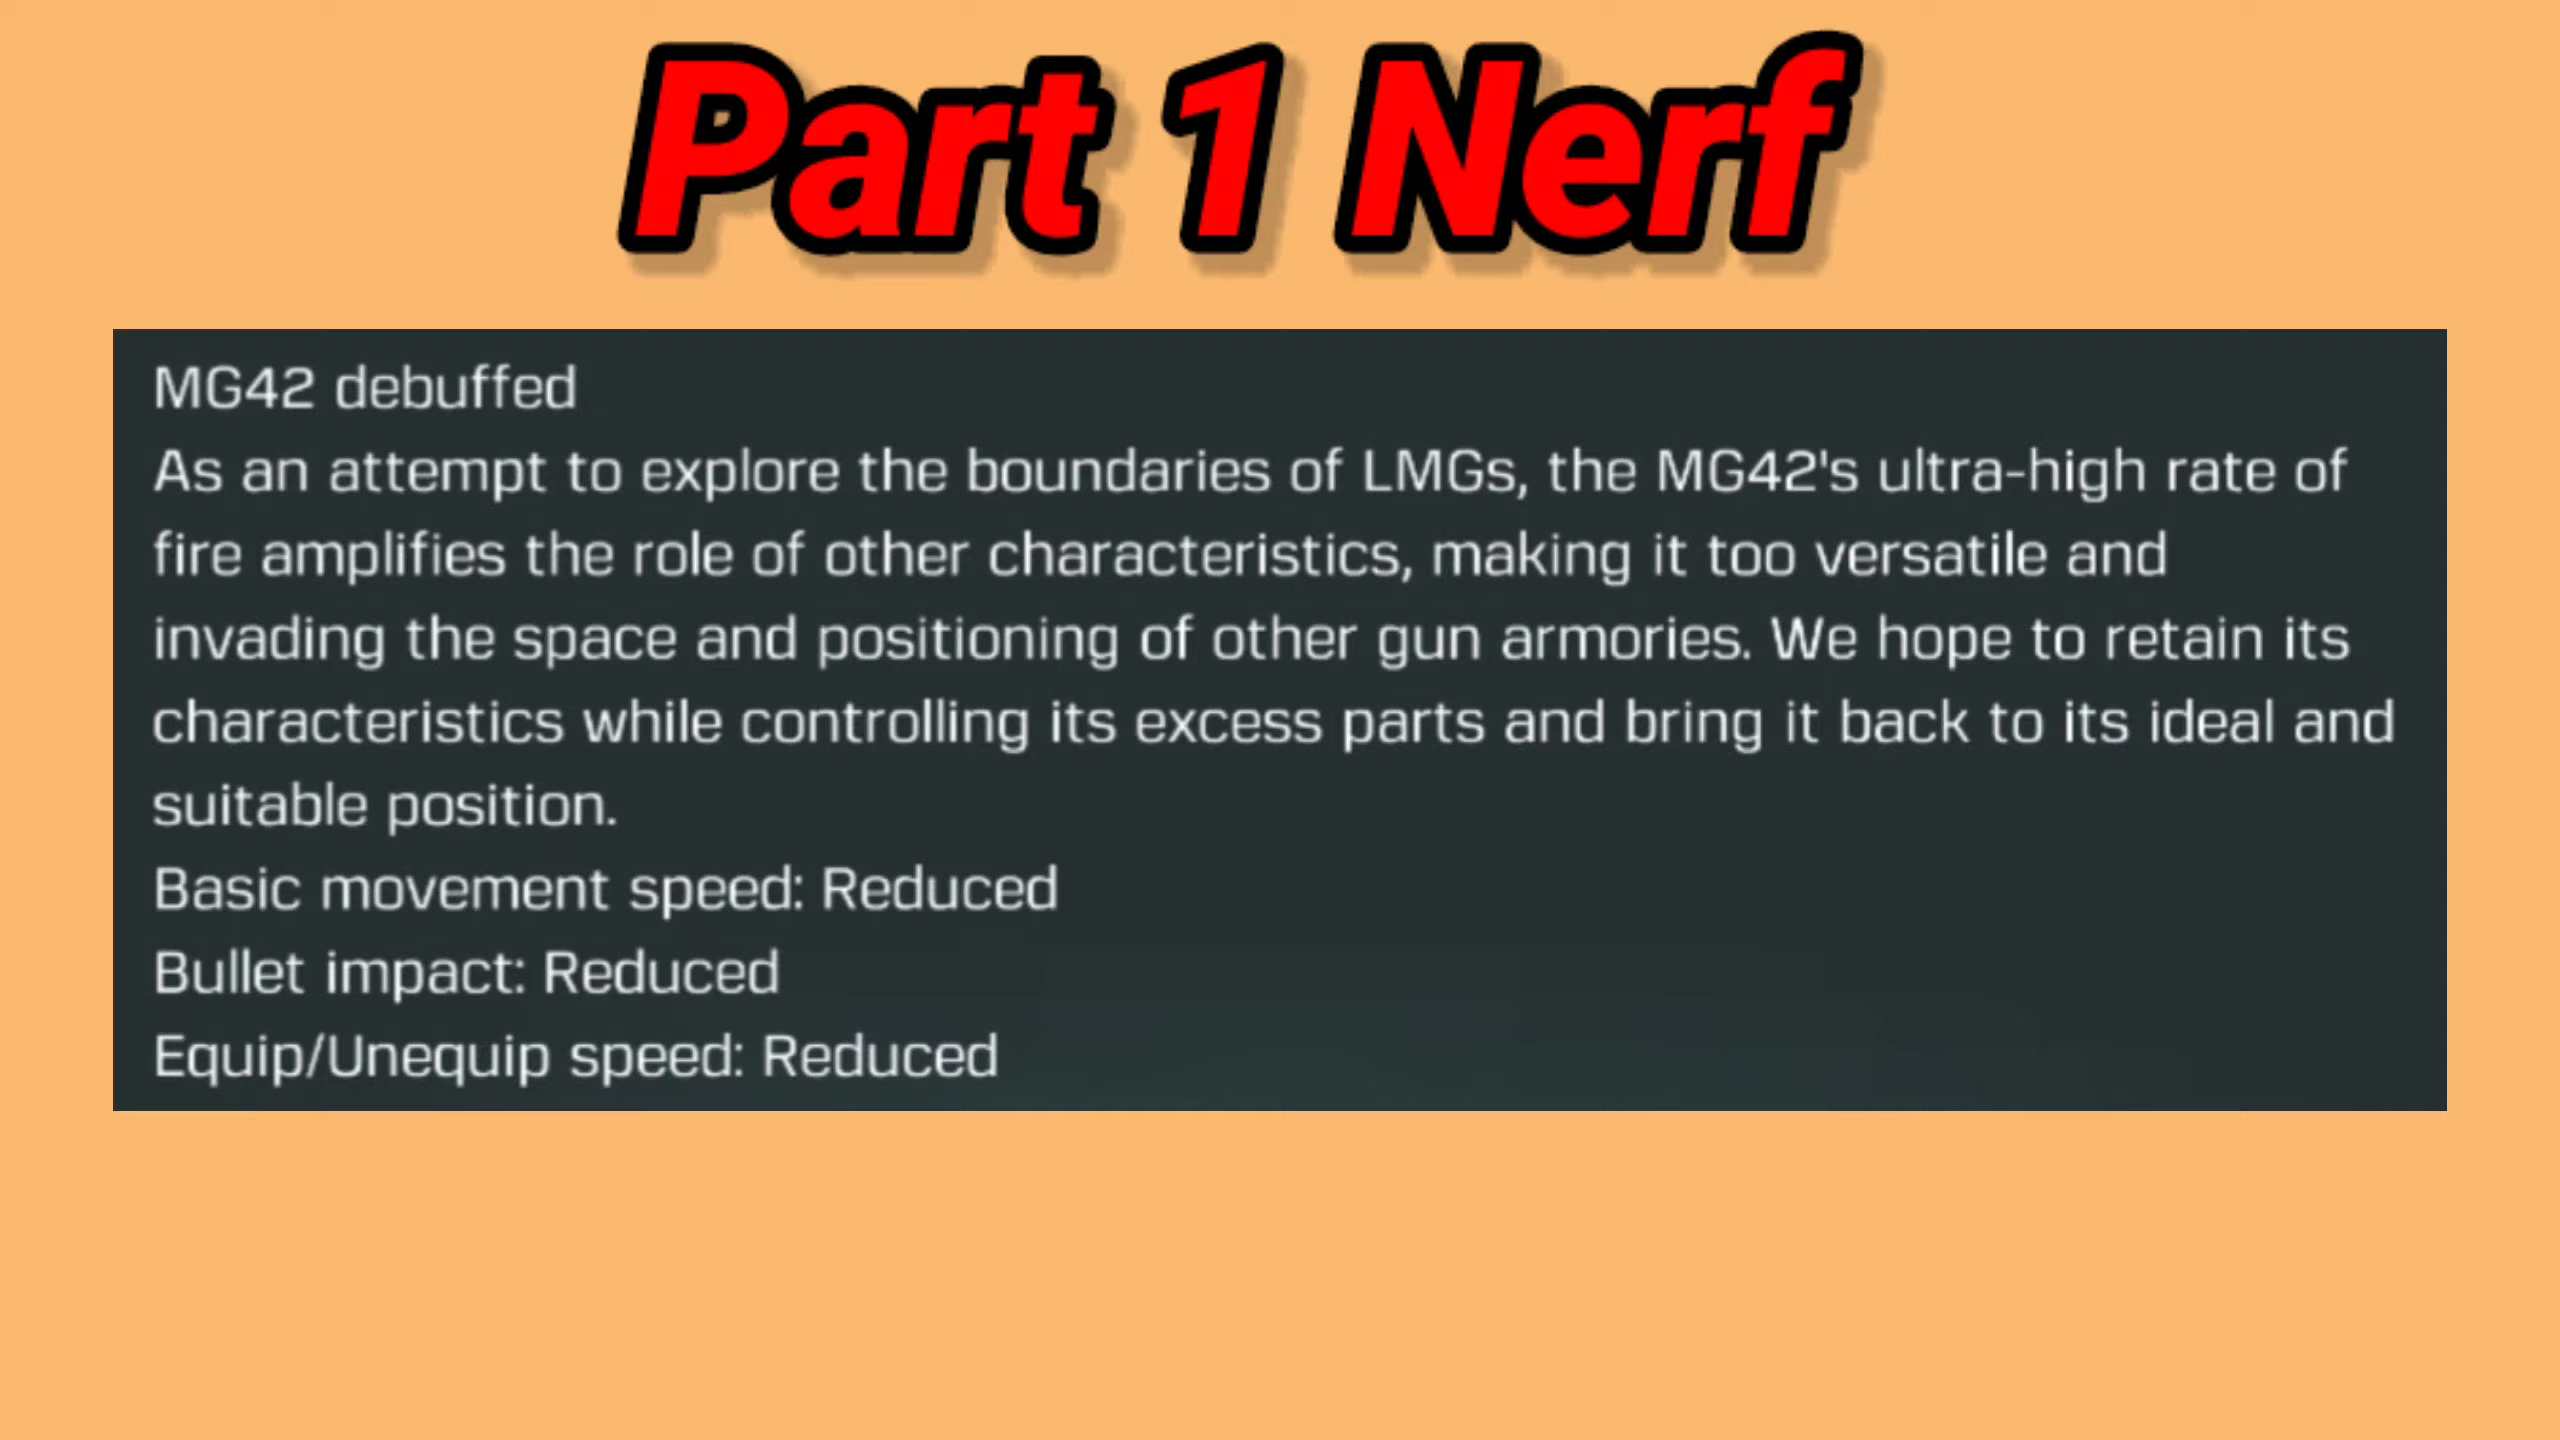 Part 1 Nerf
MG42 debuffed
As an attempt to explore the boundaries of LMGs, the MG42's ultra-high rate of
fire amplifies the role of other characteristics, making it too versatile and
invading the space and positioning of other gun armories. We hope to retain its
characteristics while controlling its excess parts and bring it back to its ideal and
suitable position.
Basic movement speed: Reduced
Bullet impact: Reduced
Equip/Unequip speed: Reduced